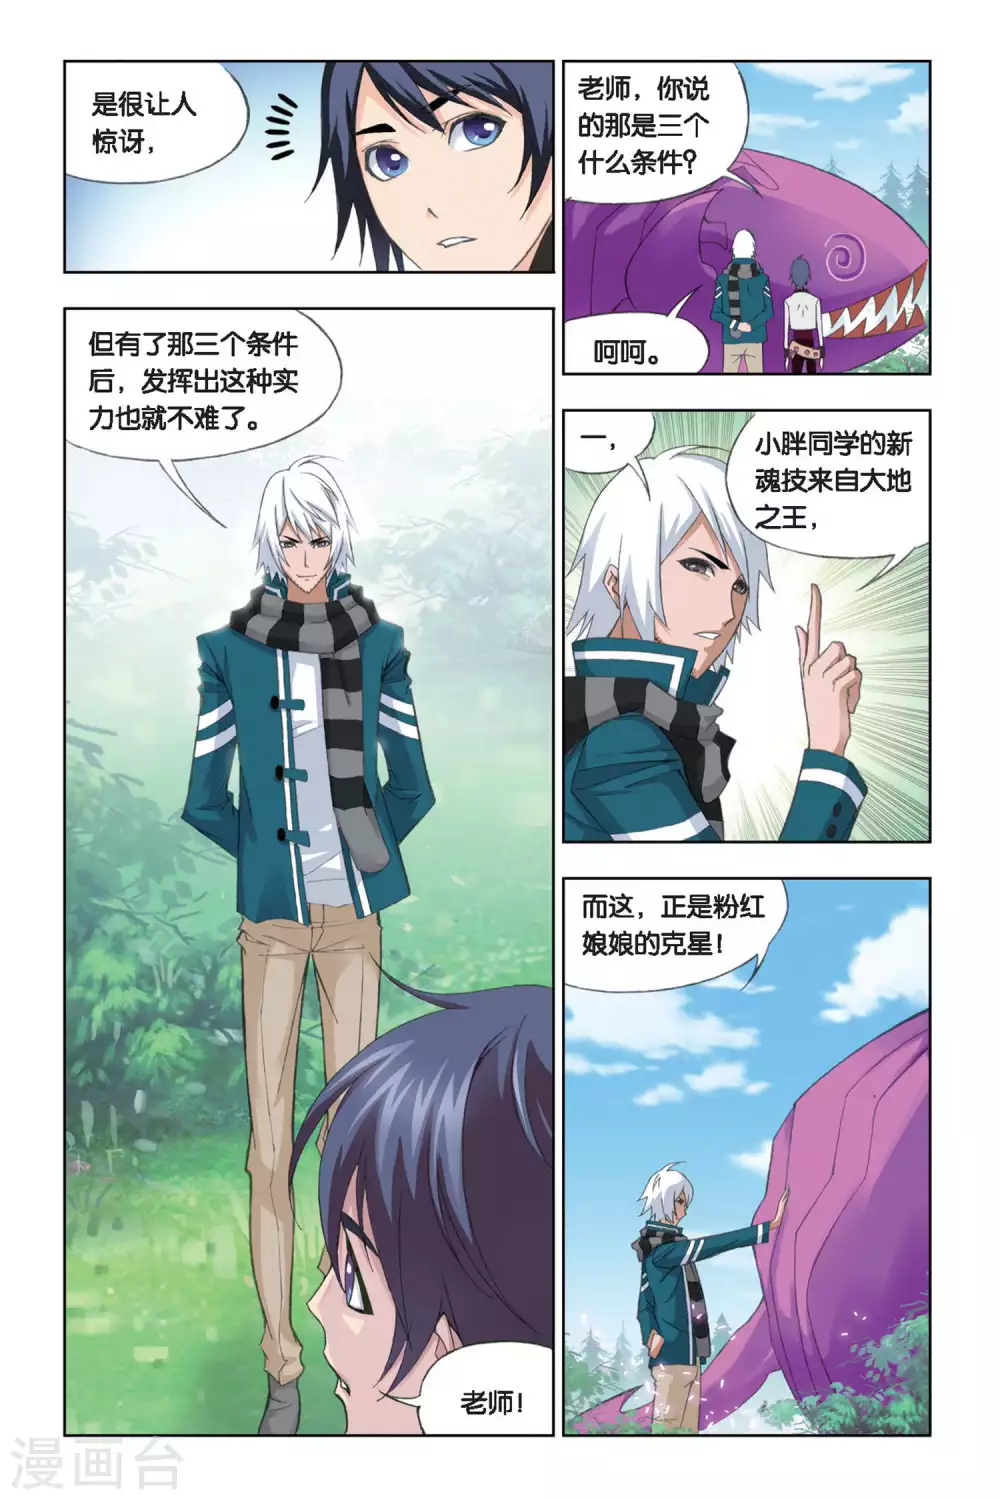 是很让人
惊讶，
但有了那三个条件
后，发挥出这种实
力也就不难了。
老师！
老师，你说
的那是三个
什么条件？
呵呵。
一，
小胖同学的新
魂技来自大地
之王，
而这，正是粉红
娘娘的克星！
漫画台